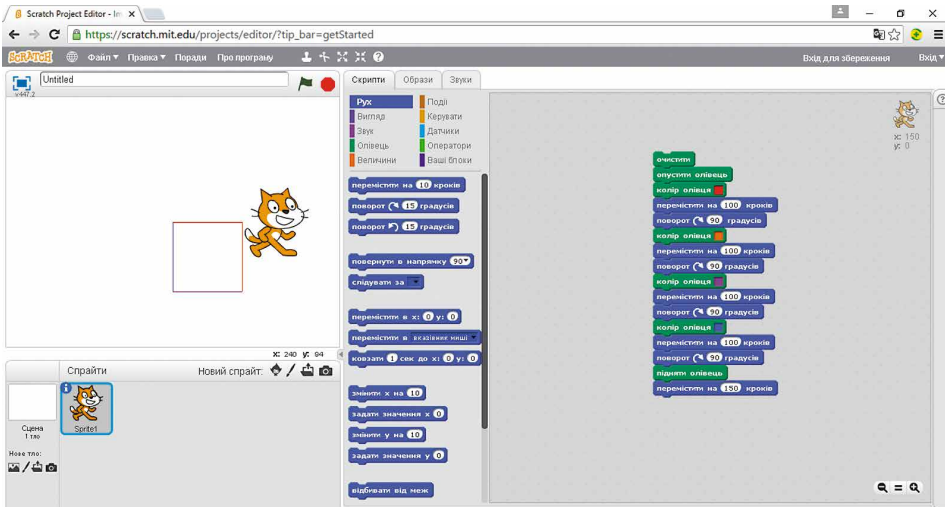 Scratch Project Editor - Im
https://scratch.mit.edu/projects/editor/?tip_bar=getStarted
SCRATCH Файл Правка Поради Про програму Вхід для збереження Вхід
Untitled
v447.2
x: 240 y: 94
Спрайти Новий спрайт:
Сцена
1 тло
Нове тло:
Sprite1
Скрипти Образи Звуки
Рух Події
Вигляд Керувати
Звук Датчики
Олівець Оператори
Величини Ваші блоки
перемістити на 10 кроків
поворот 15 градусів
поворот 15 градусів
повернути в напрямку 90
слідувати за
перемістити в x: 0 y: 0
перемістити в вказівник миші
ковзати 1 сек до x: 0 y: 0
змінити x на 10
задати значення x 0
змінити y на 10
задати значення y 0
відбивати від меж
x: 150
y: 0
очистити
опустити олівець
колір олівця
перемістити на 100 кроків
поворот 90 градусів
колір олівця
перемістити на 100 кроків
поворот 90 градусів
колір олівця
перемістити на 100 кроків
поворот 90 градусів
колір олівця
перемістити на 100 кроків
поворот 90 градусів
підняти олівець
перемістити на 150 кроків